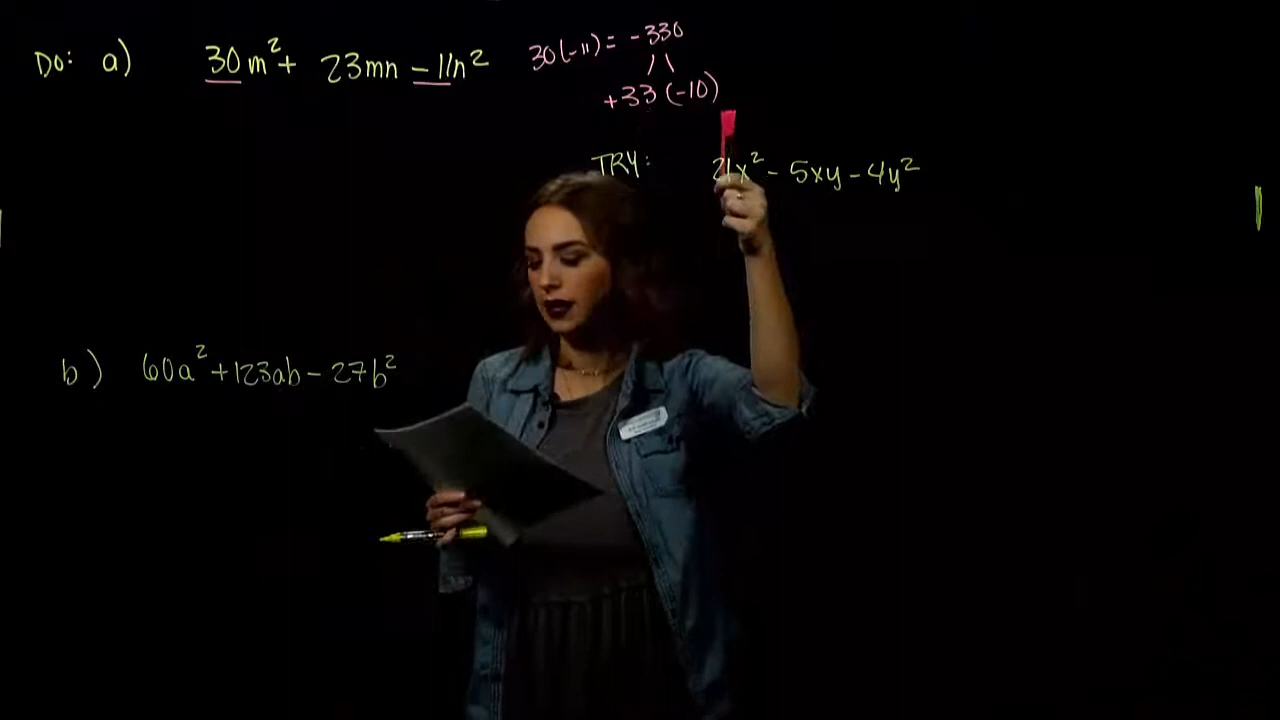 DO: a) 30m² + 23mn - 11n² 30(-11) = -330
+33(-10)
TRY: 21x² - 5xy - 4y²
b) 60a² + 123ab - 27b²